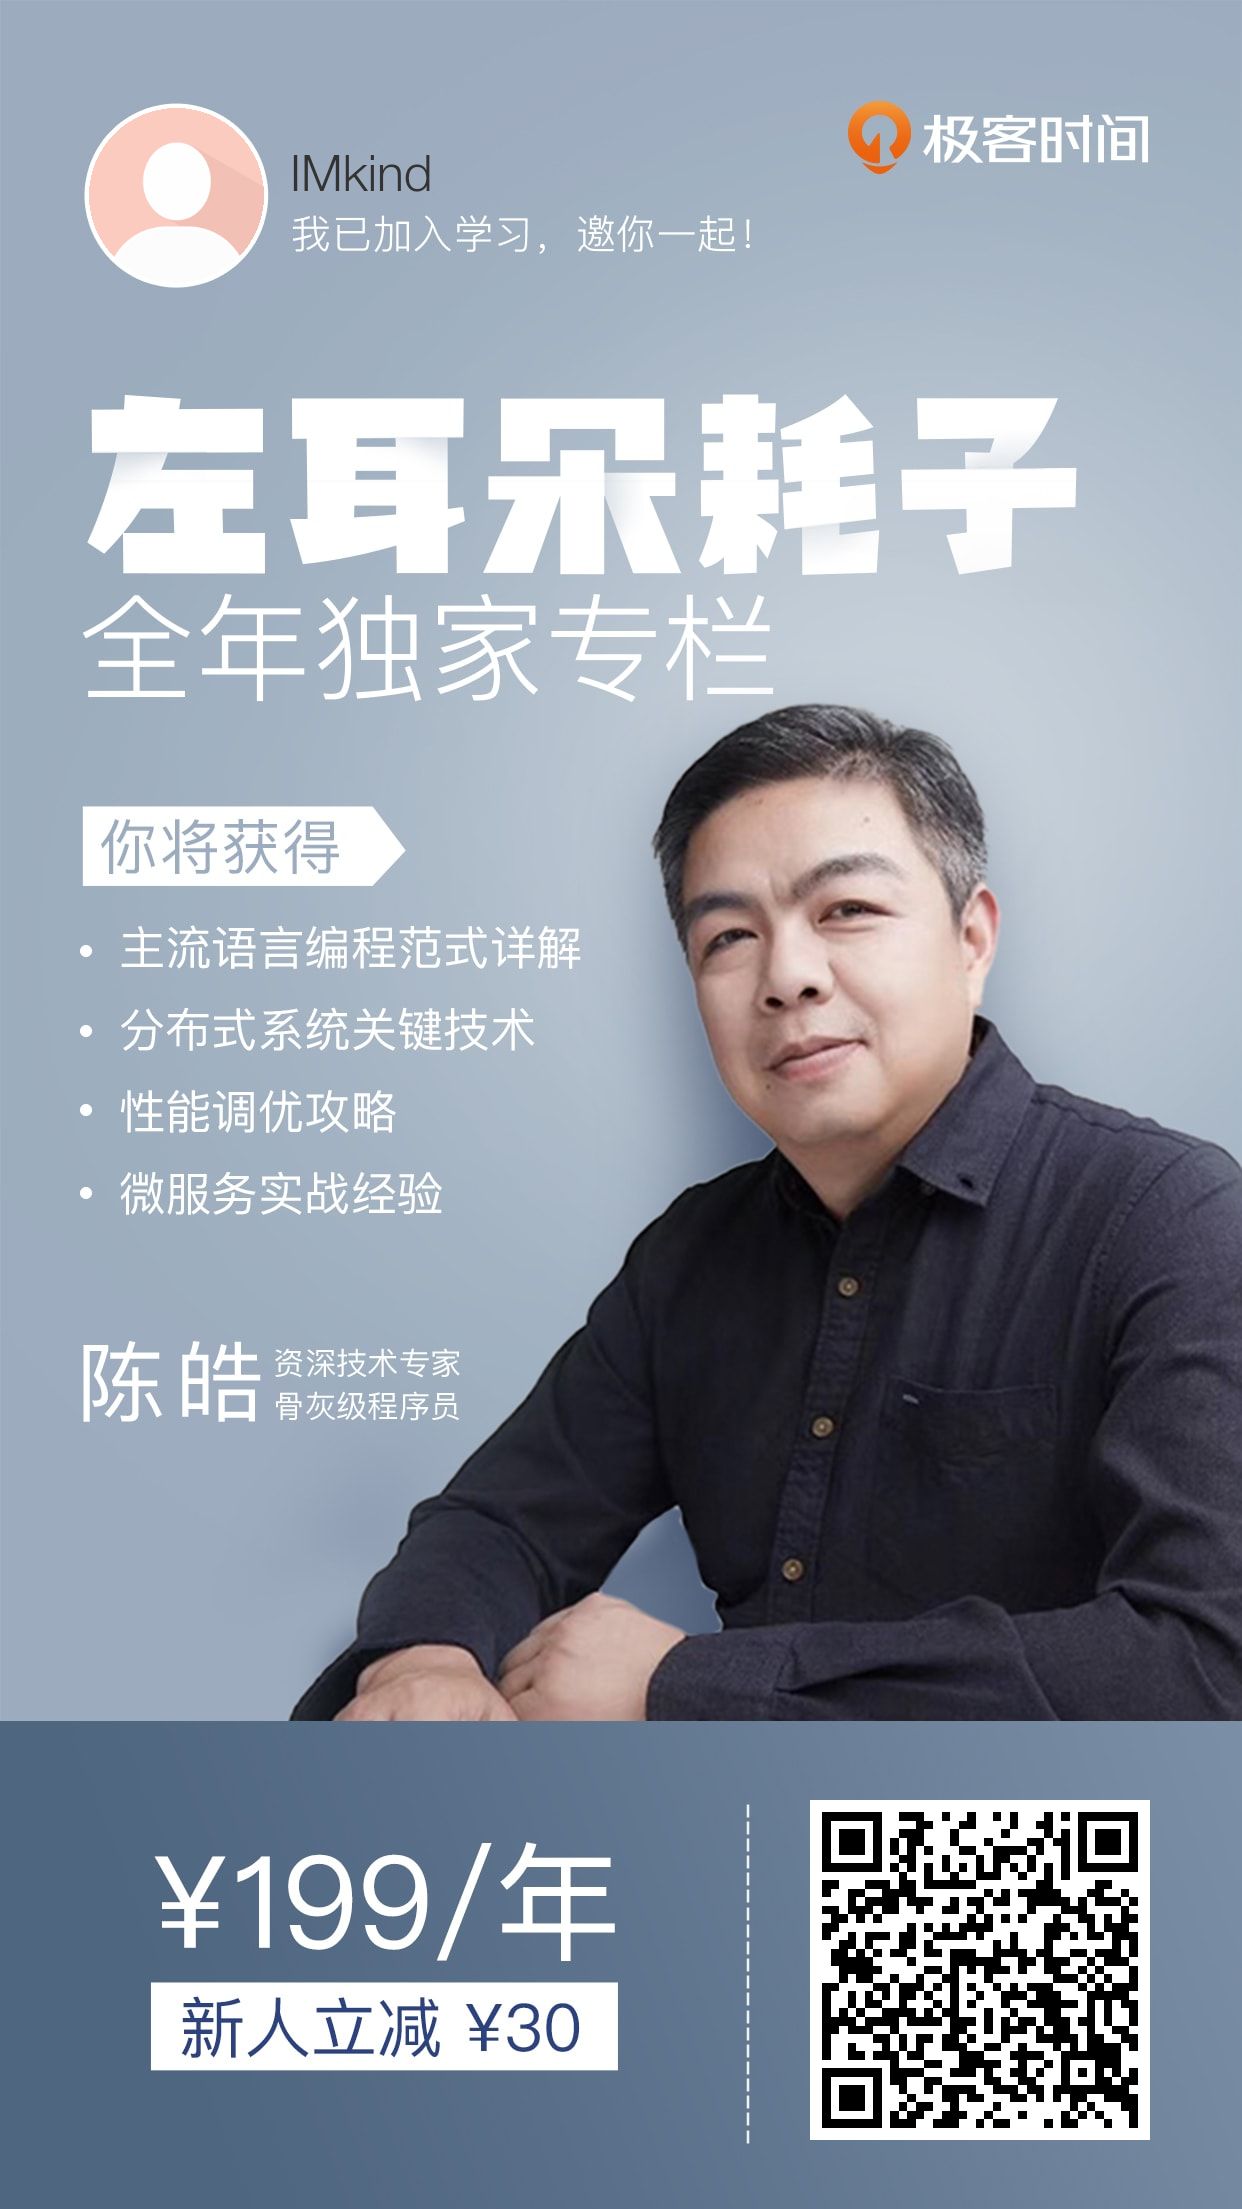 极客时间
IMkind
我已加入学习，邀你一起！
左耳朵耗子
全年独家专栏
你将获得
• 主流语言编程范式详解
• 分布式系统关键技术
• 性能调优攻略
• 微服务实战经验
陈皓
资深技术专家
骨灰级程序员
¥199/年
新人立减 ¥30